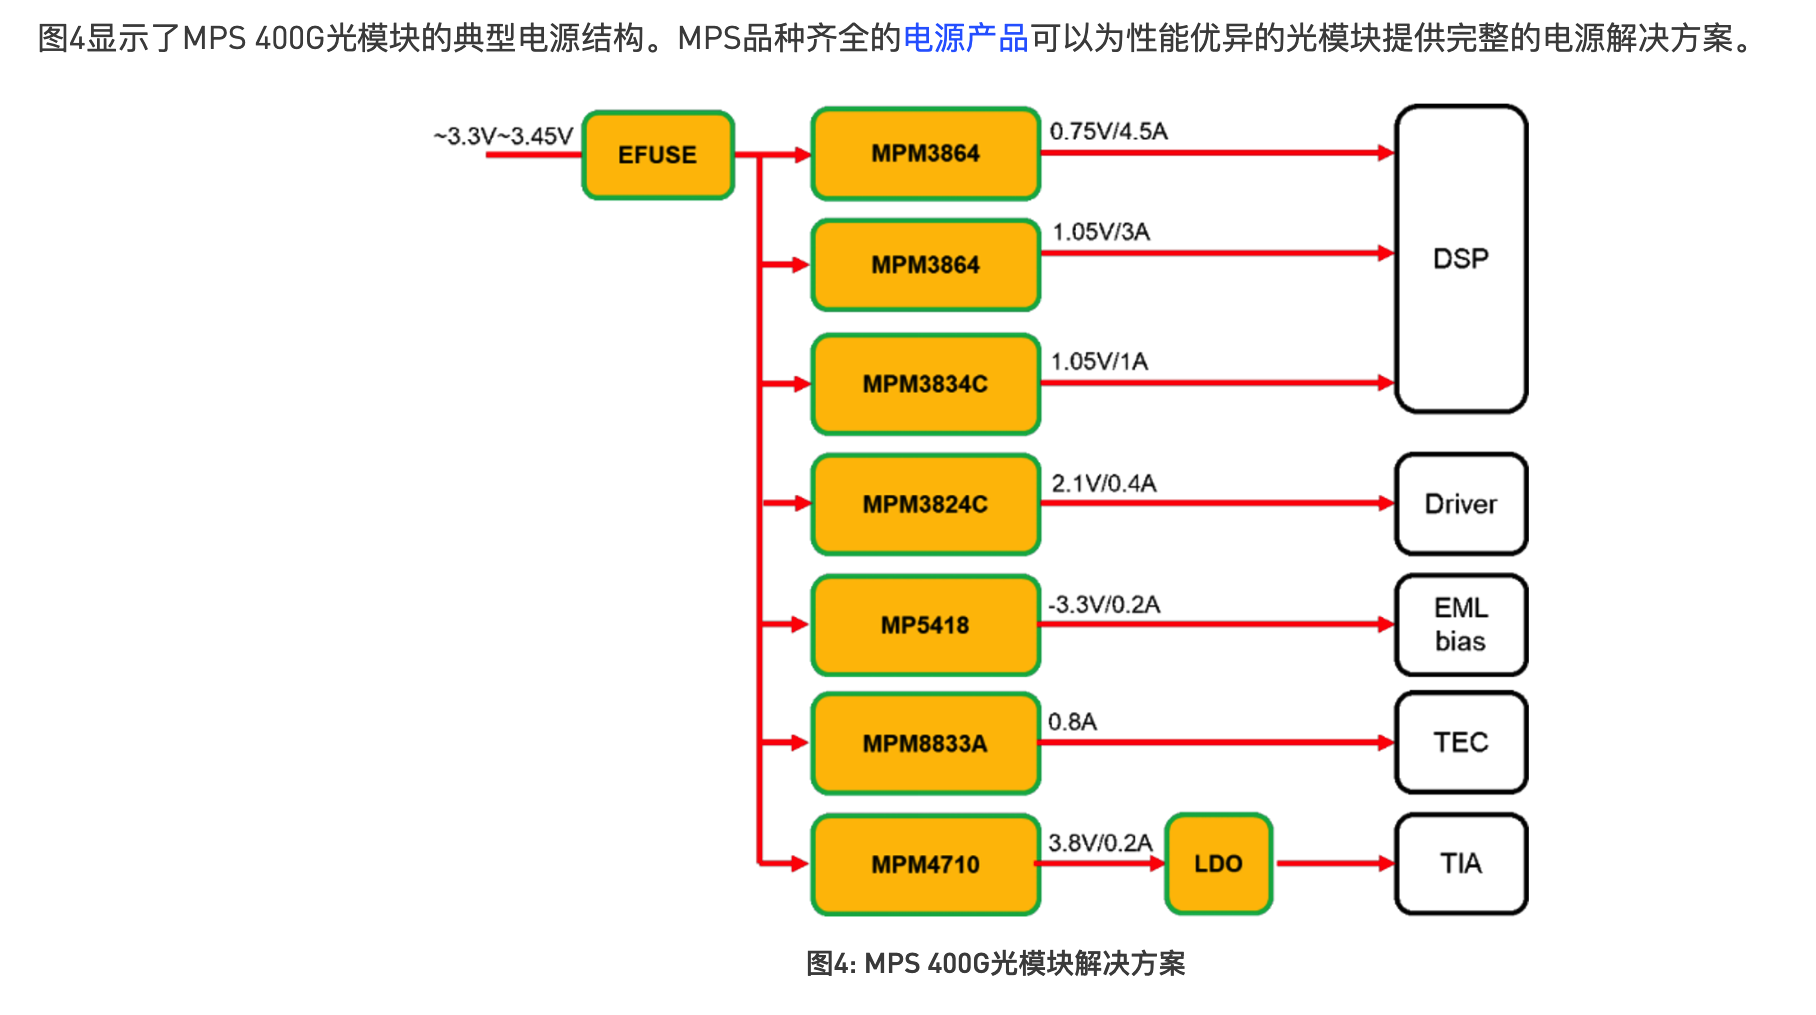 图4显示了MPS 400G光模块的典型电源结构。MPS品种齐全的电源产品可以为性能优异的光模块提供完整的电源解决方案。
~3.3V~3.45V
EFUSE
MPM3864
0.75V/4.5A
MPM3864
1.05V/3A
DSP
MPM3834C
1.05V/1A
MPM3824C
2.1V/0.4A
Driver
MP5418
-3.3V/0.2A
EML
bias
MPM8833A
0.8A
TEC
MPM4710
3.8V/0.2A
LDO
TIA
图4: MPS 400G光模块解决方案